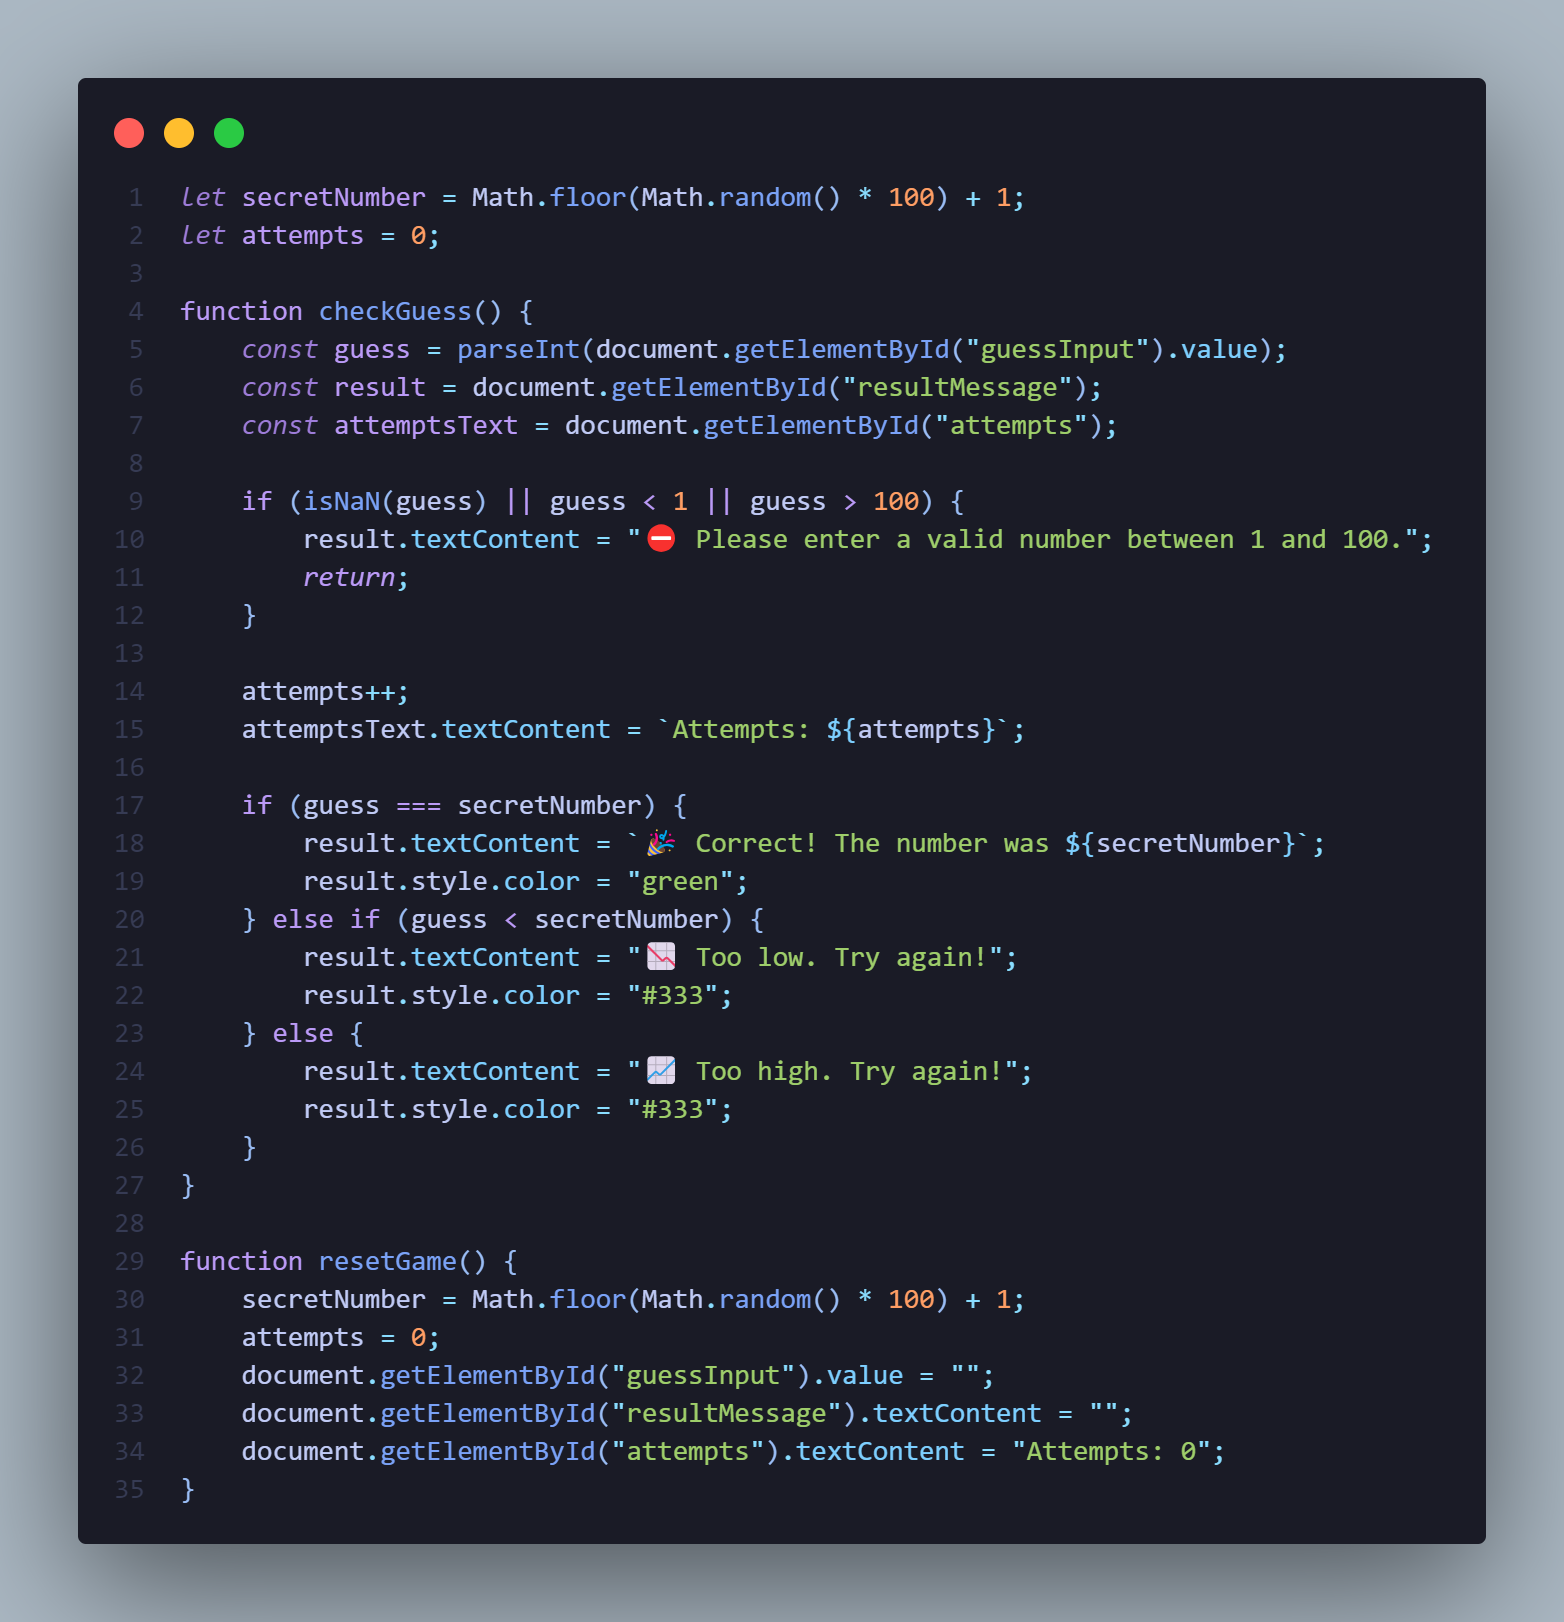 1 let secretNumber = Math.floor(Math.random() * 100) + 1;
2 let attempts = 0;
3
4 function checkGuess() {
5     const guess = parseInt(document.getElementById("guessInput").value);
6     const result = document.getElementById("resultMessage");
7     const attemptsText = document.getElementById("attempts");
8
9     if (isNaN(guess) || guess < 1 || guess > 100) {
10         result.textContent = "⛔ Please enter a valid number between 1 and 100.";
11         return;
12     }
13
14     attempts++;
15     attemptsText.textContent = `Attempts: ${attempts}`;
16
17     if (guess === secretNumber) {
18         result.textContent = `🎉 Correct! The number was ${secretNumber}`;
19         result.style.color = "green";
20     } else if (guess < secretNumber) {
21         result.textContent = "📉 Too low. Try again!";
22         result.style.color = "#333";
23     } else {
24         result.textContent = "📈 Too high. Try again!";
25         result.style.color = "#333";
26     }
27 }
28
29 function resetGame() {
30     secretNumber = Math.floor(Math.random() * 100) + 1;
31     attempts = 0;
32     document.getElementById("guessInput").value = "";
33     document.getElementById("resultMessage").textContent = "";
34     document.getElementById("attempts").textContent = "Attempts: 0";
35 }